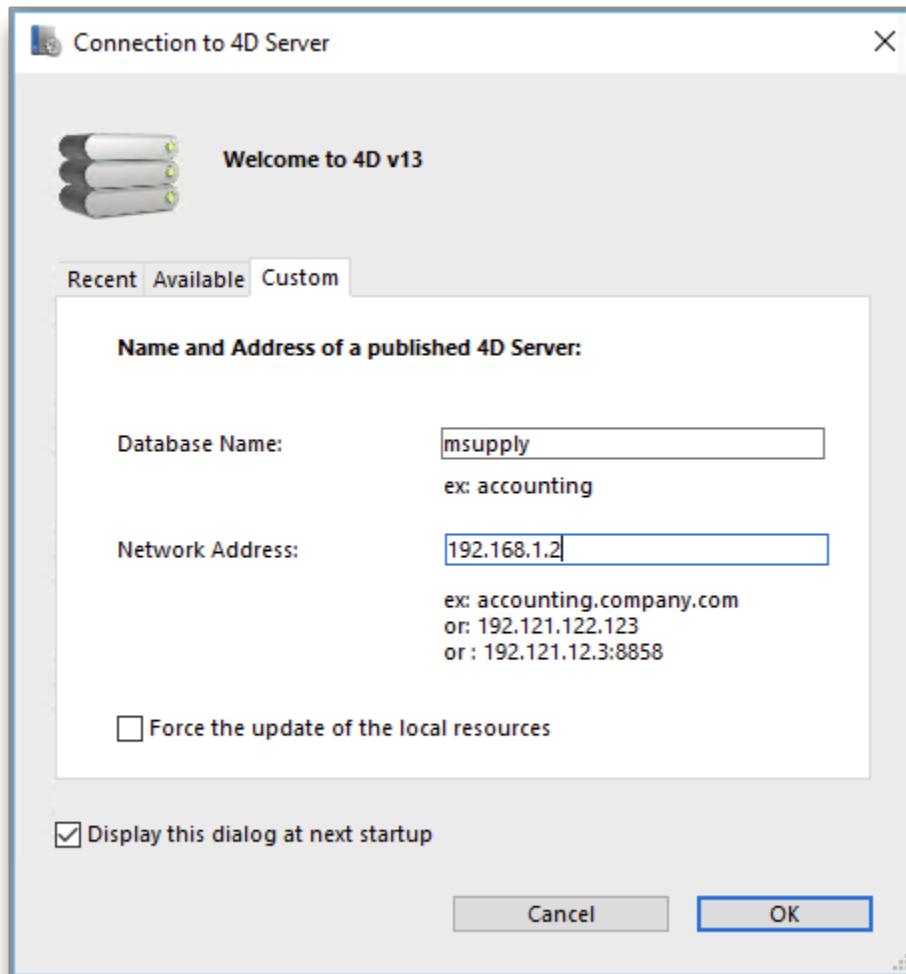 Connection to 4D Server
Welcome to 4D v13
Recent Available Custom
Name and Address of a published 4D Server:
Database Name: msupply
ex: accounting
Network Address: 192.168.1.2
ex: accounting.company.com
or: 192.121.122.123
or : 192.121.12.3:8858
Force the update of the local resources
Display this dialog at next startup
Cancel OK